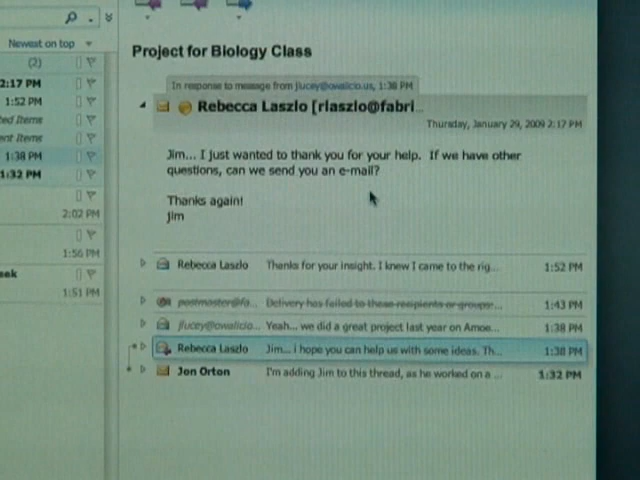 Newest on top
(2)
2:17 PM
1:52 PM
ted Items
ent Items
1:38 PM
1:32 PM
2:02 PM
1:56 PM
sek
1:51 PM
Project for Biology Class
In response to message from jlucey@owalicio.us, 1:38 PM
Rebecca Laszlo [rlaszlo@fabri...
Thursday, January 29, 2009 2:17 PM
Jim... I just wanted to thank you for your help. If we have other
questions, can we send you an e-mail?
Thanks again!
Jim
Rebecca Laszlo Thanks for your insight. I knew I came to the rig... 1:52 PM
postmaster@fa... Delivery has failed to these recipients or groups... 1:43 PM
jlucey@owalicio... Yeah... we did a great project last year on Amoe... 1:38 PM
Rebecca Laszlo Jim... i hope you can help us with some ideas. Th... 1:38 PM
Jon Orton I'm adding Jim to this thread, as he worked on a ... 1:32 PM